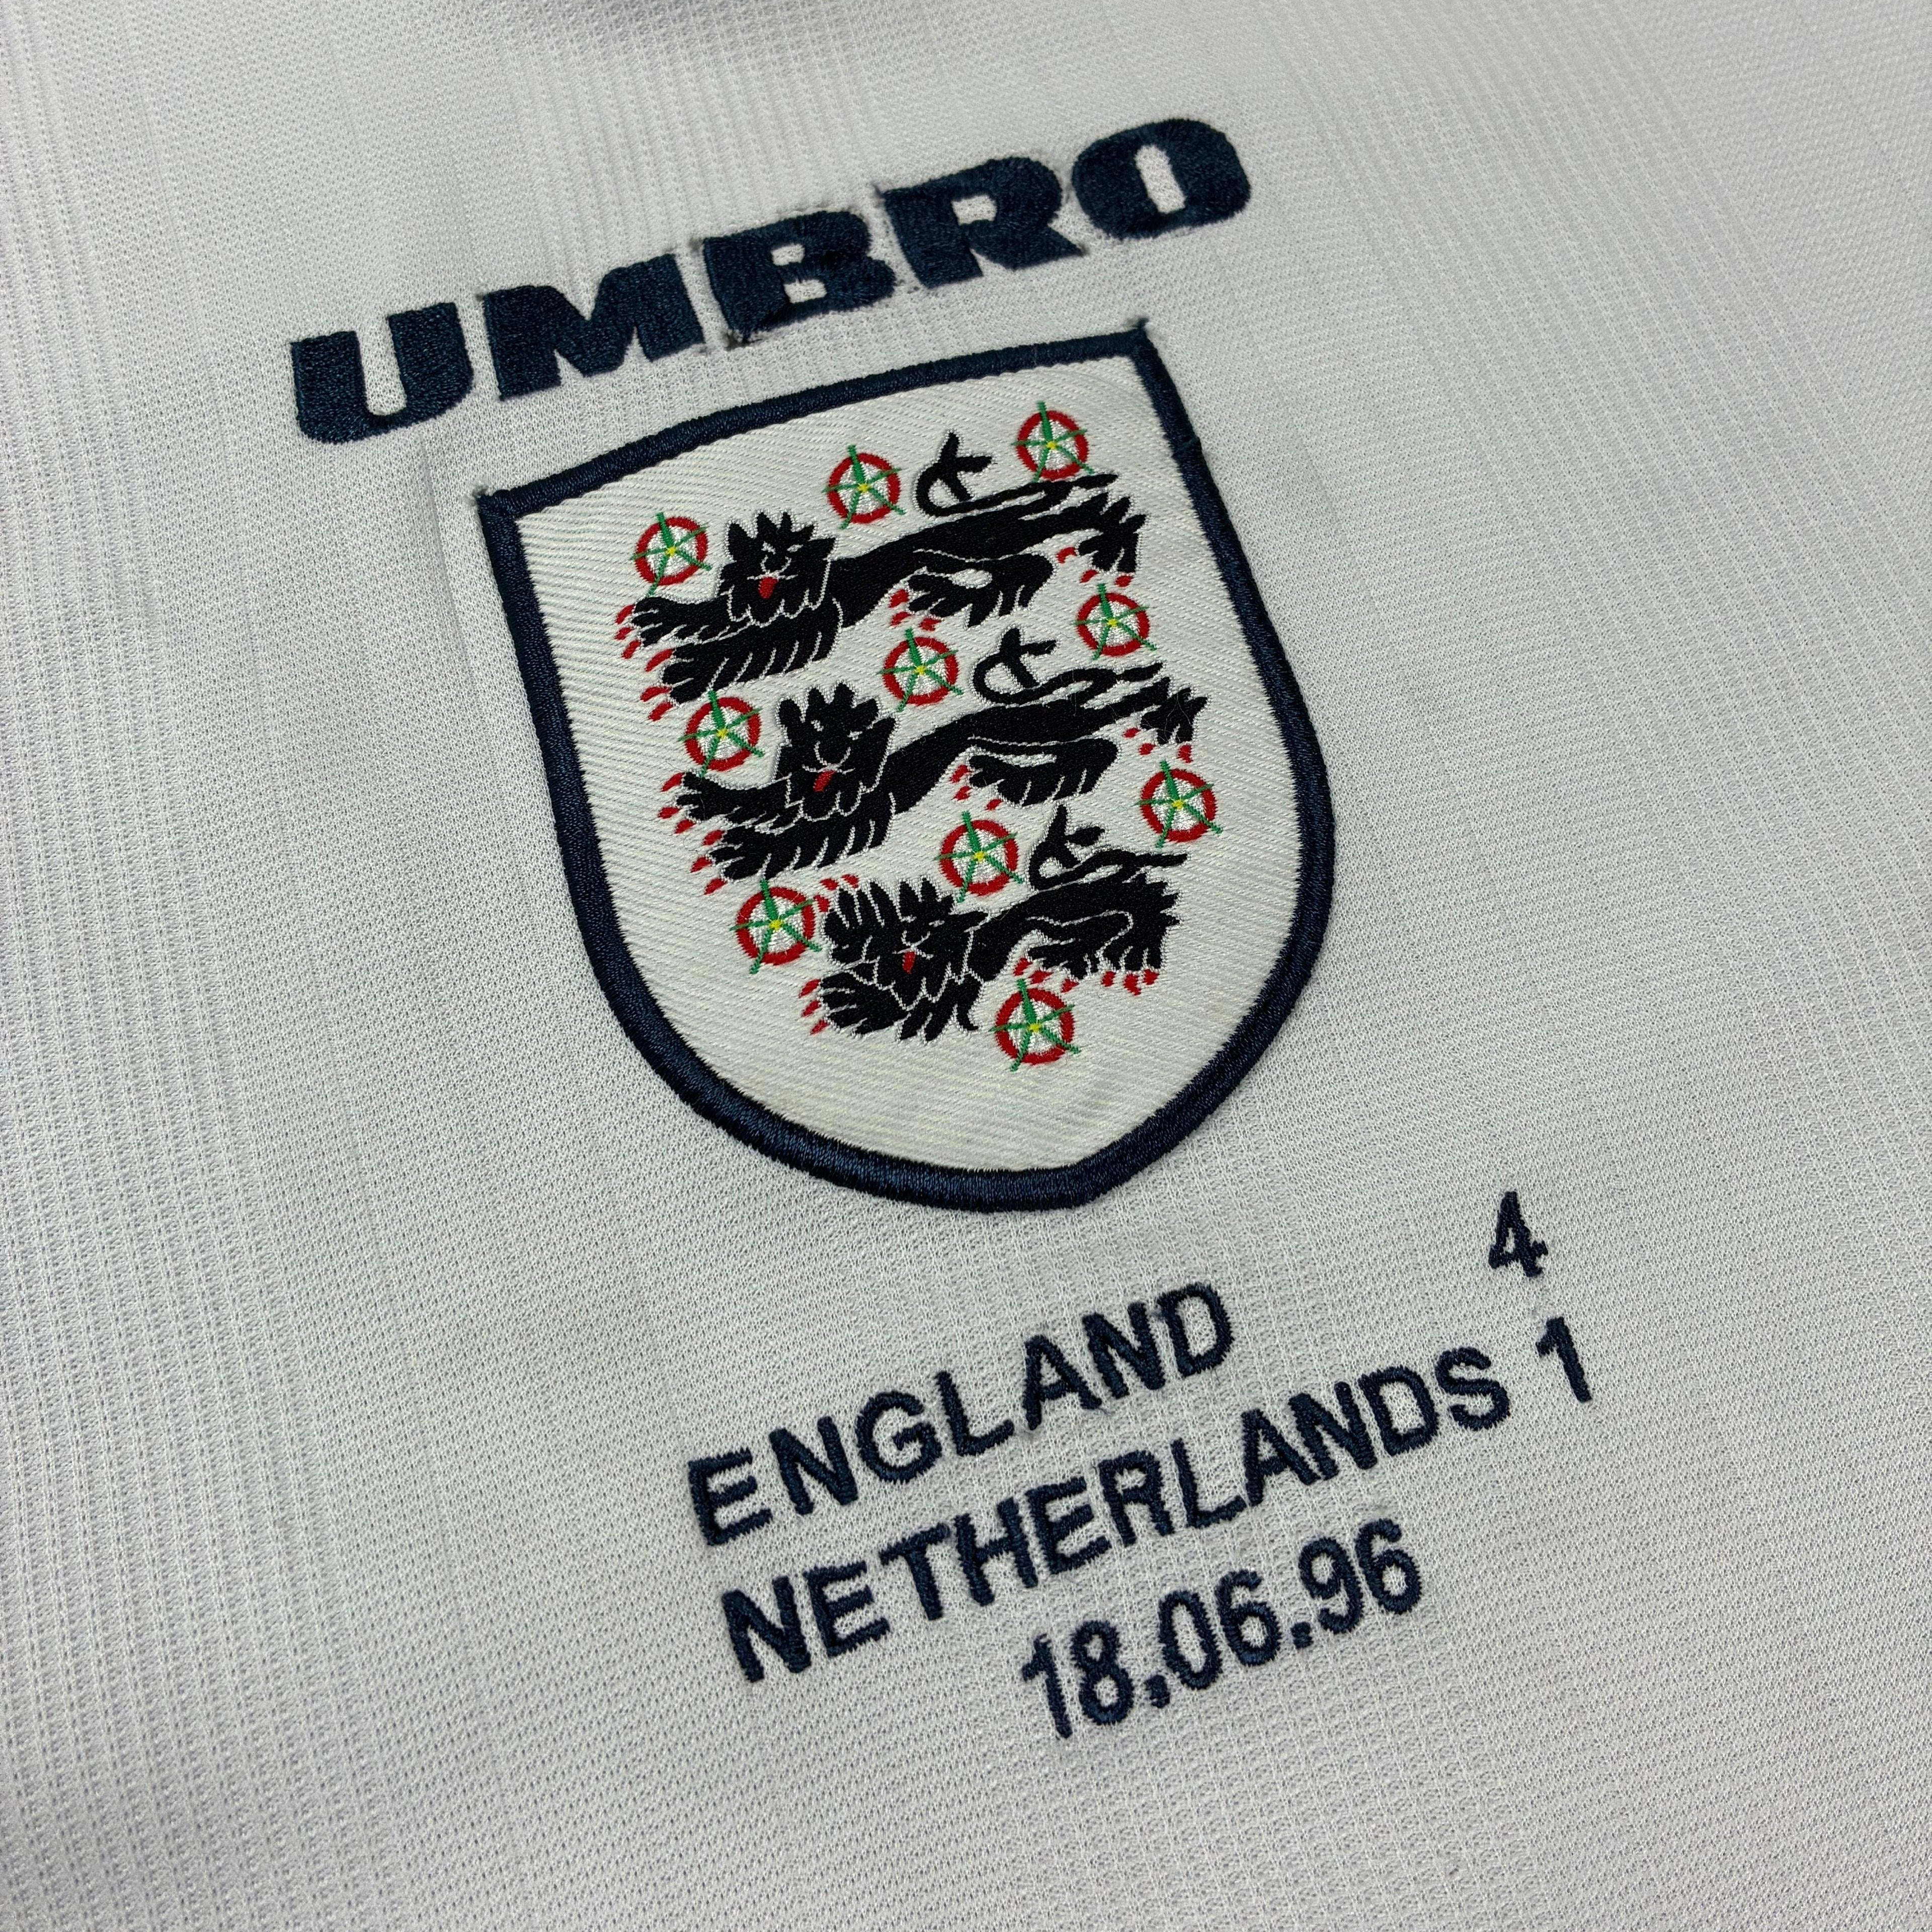 UMBRO
ENGLAND 4
NETHERLANDS 1
18.06.96